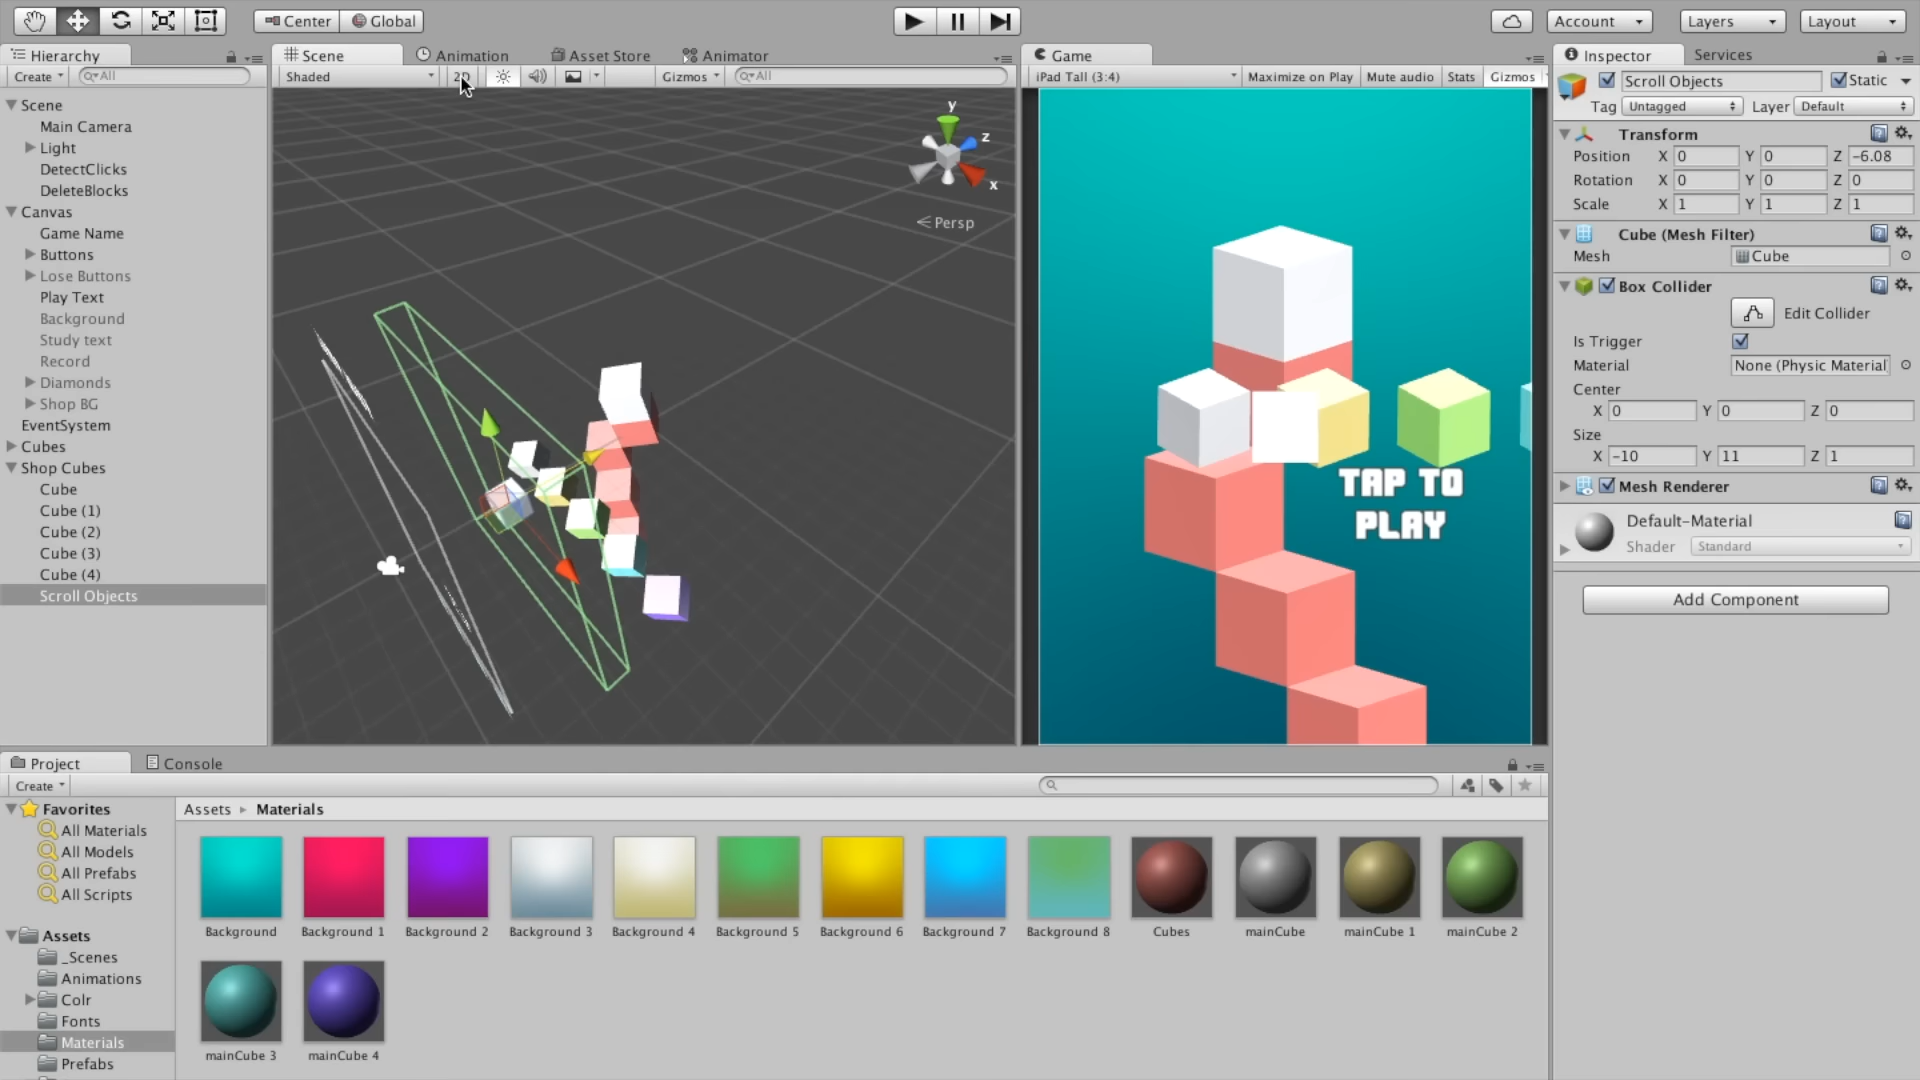 Center Global Account Layers Layout
Hierarchy
Create All
Scene
Main Camera
Light
DetectClicks
DeleteBlocks
Canvas
Game Name
Buttons
Lose Buttons
Play Text
Background
Study text
Record
Diamonds
Shop BG
EventSystem
Cubes
Shop Cubes
Cube
Cube (1)
Cube (2)
Cube (3)
Cube (4)
Scroll Objects
Scene Animation Asset Store Animator
Shaded 2D Gizmos All
y
z
x
Persp
Game
iPad Tall (3:4) Maximize on Play Mute audio Stats Gizmos
TAP TO
PLAY
Inspector Services
Scroll Objects Static
Tag Untagged Layer Default
Transform
Position X 0 Y 0 Z -6.08
Rotation X 0 Y 0 Z 0
Scale X 1 Y 1 Z 1
Cube (Mesh Filter)
Mesh Cube
Box Collider
Edit Collider
Is Trigger
Material None (Physic Material
Center
X 0 Y 0 Z 0
Size
X -10 Y 11 Z 1
Mesh Renderer
Default-Material
Shader Standard
Add Component
Project Console
Create
Favorites
All Materials
All Models
All Prefabs
All Scripts
Assets
_Scenes
Animations
Colr
Fonts
Materials
Prefabs
Assets Materials
Background Background 1 Background 2 Background 3 Background 4 Background 5 Background 6 Background 7 Background 8 Cubes mainCube mainCube 1 mainCube 2
mainCube 3 mainCube 4